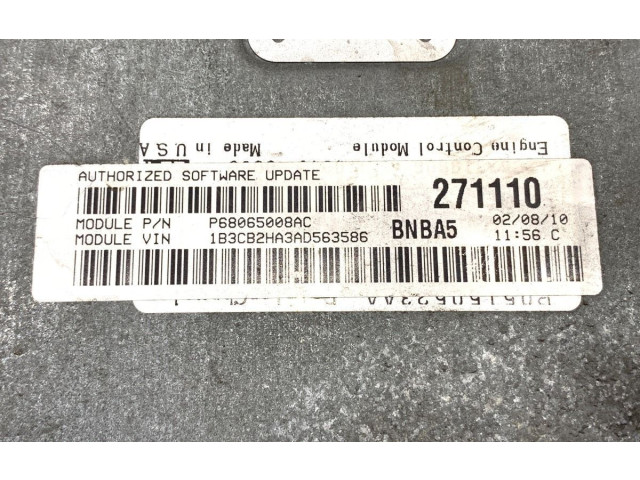 Engine Control Module
Made in U.S.A
AUTHORIZED SOFTWARE UPDATE
271110
MODULE P/N P68065008AC
MODULE VIN 1B3CB2HA3AD563586
BNBA5
02/08/10
11:56 C